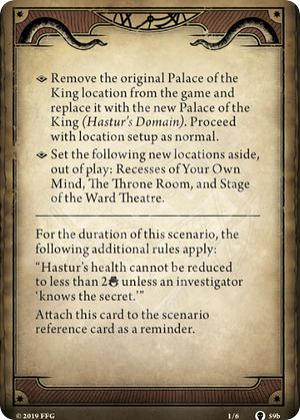 Remove the original Palace of the
King location from the game and
replace it with the new Palace of the
King (Hastur's Domain). Proceed
with location setup as normal.
Set the following new locations aside,
out of play: Recesses of Your Own
Mind, The Throne Room, and Stage
of the Ward Theatre.
For the duration of this scenario, the
following additional rules apply:
“Hastur's health cannot be reduced
to less than 2 unless an investigator
‘knows the secret.’”
Attach this card to the scenario
reference card as a reminder.
© 2019 FFG 1/6 59b